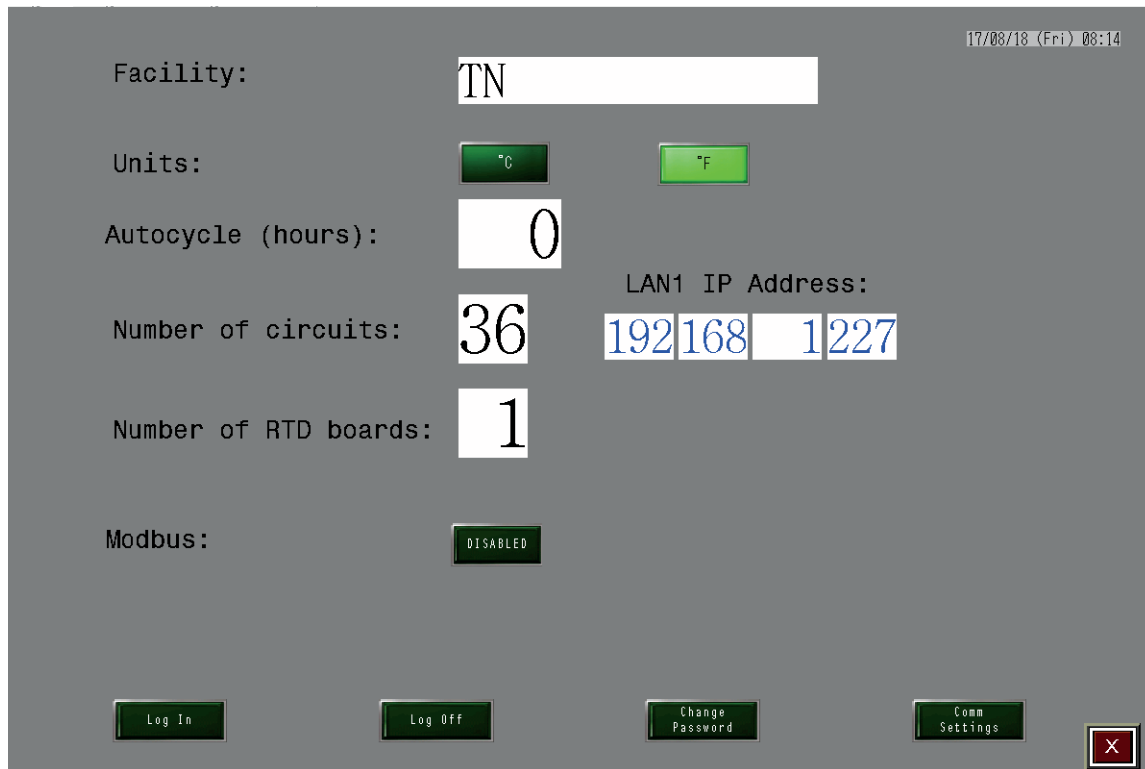 17/08/18 (Fri) 08:14
Facility: TN
Units: °C °F
Autocycle (hours): 0
LAN1 IP Address:
Number of circuits: 36 192 168 1 227
Number of RTD boards: 1
Modbus: DISABLED
Log In Log Off Change Password Comm Settings X